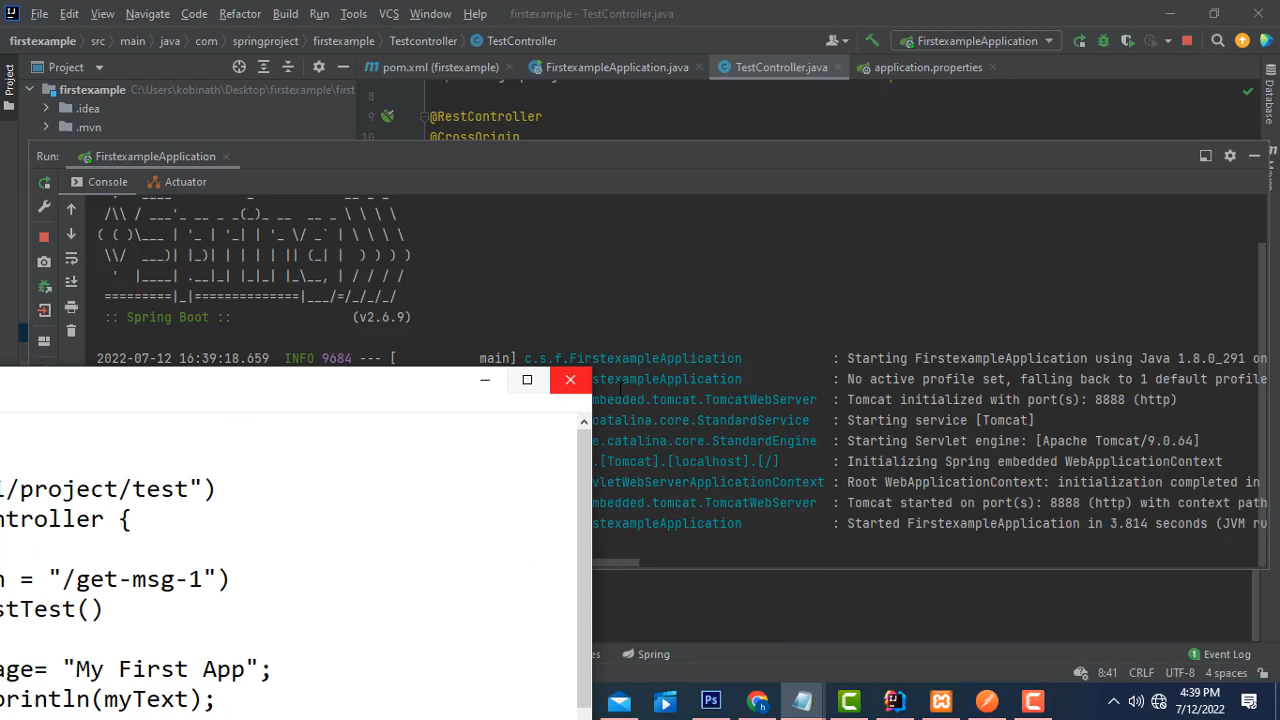 File Edit View Navigate Code Refactor Build Run Tools VCS Window Help firstexample - TestController.java
firstexample src main java com springproject firstexample Testcontroller TestController FirstexampleApplication
Project pom.xml (firstexample) FirstexampleApplication.java TestController.java application.properties
Project
Database
firstexample C:\Users\kobinath\Desktop\firstexample\first
.idea
.mvn
8
9 @RestController
10 @CrossOrigin
Run: FirstexampleApplication
Console Actuator
:: Spring Boot :: (v2.6.9)
2022-07-12 16:39:18.659 INFO 9684 --- [ main] c.s.f.FirstexampleApplication : Starting FirstexampleApplication using Java 1.8.0_291 on
stexampleApplication : No active profile set, falling back to 1 default profile
mbedded.tomcat.TomcatWebServer : Tomcat initialized with port(s): 8888 (http)
catalina.core.StandardService : Starting service [Tomcat]
e.catalina.core.StandardEngine : Starting Servlet engine: [Apache Tomcat/9.0.64]
.[Tomcat].[localhost].[/] : Initializing Spring embedded WebApplicationContext
vletWebServerApplicationContext : Root WebApplicationContext: initialization completed in
mbedded.tomcat.TomcatWebServer : Tomcat started on port(s): 8888 (http) with context path
stexampleApplication : Started FirstexampleApplication in 3.814 seconds (JVM ru
i/project/test")
ntroller {
n = "/get-msg-1")
stTest()
age= "My First App";
println(myText);
es Spring 1 Event Log
8:41 CRLF UTF-8 4 spaces
4:39 PM
7/12/2022